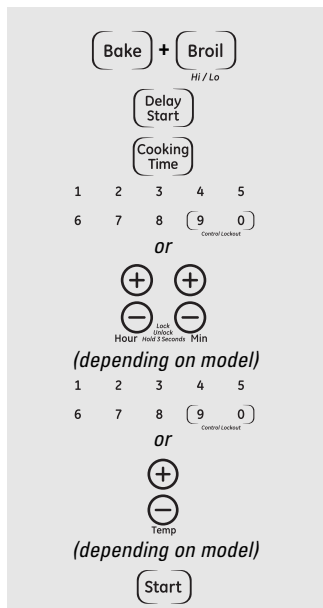 Bake + Broil
Hi / Lo
Delay
Start
Cooking
Time
1 2 3 4 5
6 7 8 9 0
Control Lockout
or
+ +
− −
Lock
Unlock
Hour Hold 3 Seconds Min
(depending on model)
1 2 3 4 5
6 7 8 9 0
Control Lockout
or
+
−
Temp
(depending on model)
Start